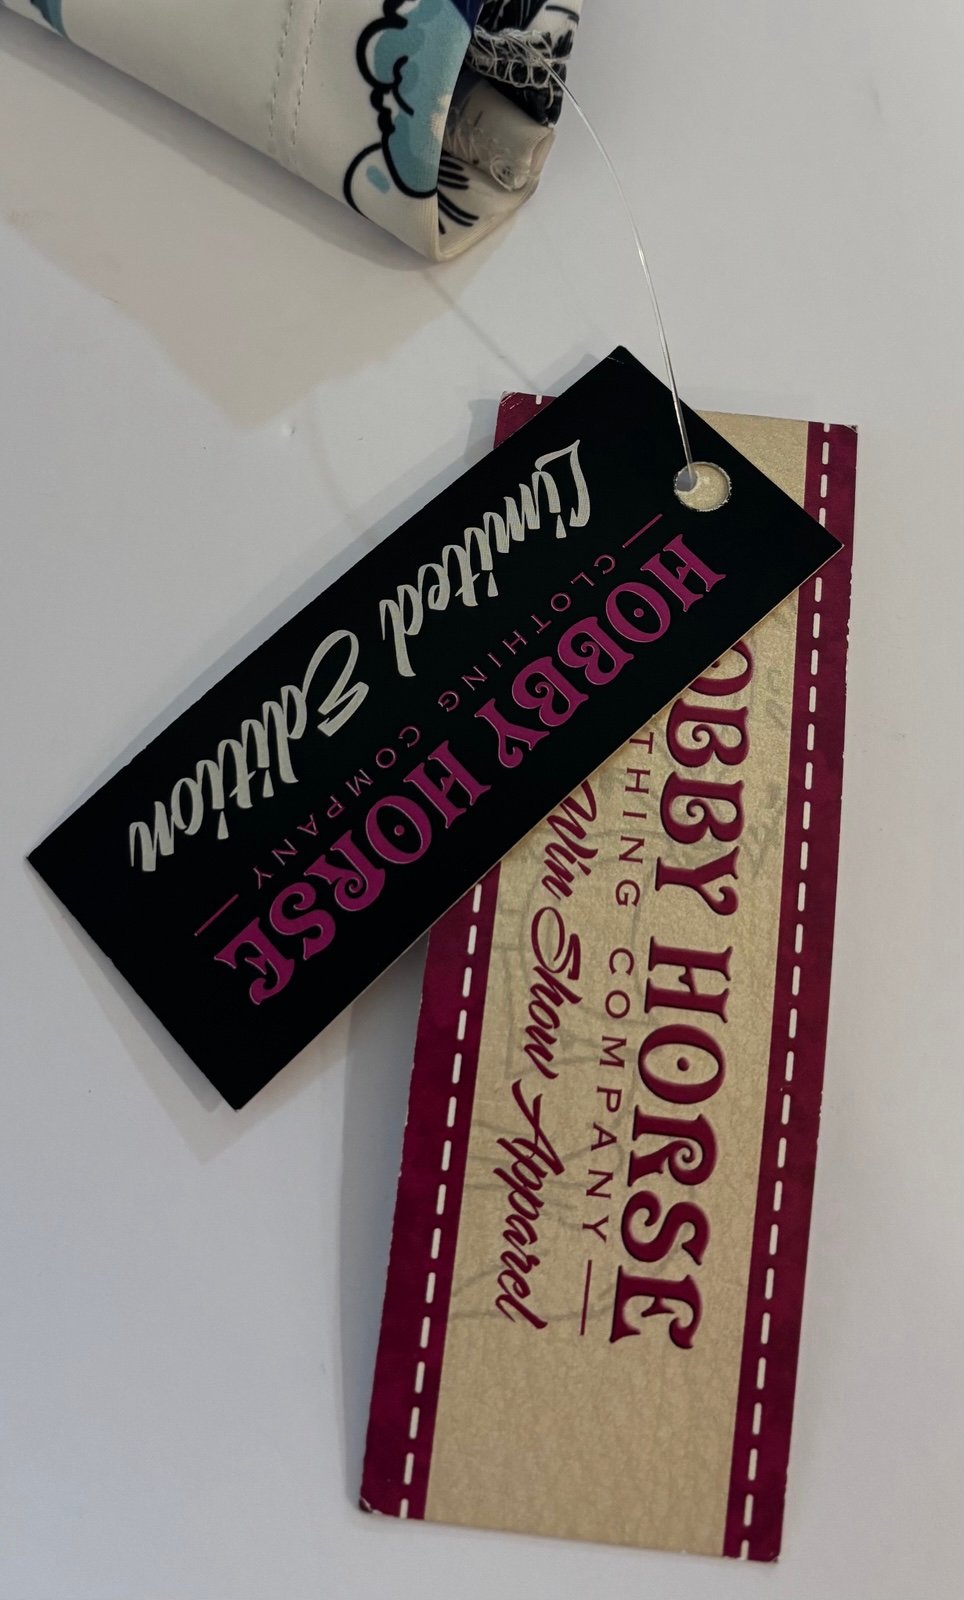 HOBBY HORSE
CLOTHING COMPANY
Limited Edition
OBBY HORSE
THING COMPANY
Win Show Apparel